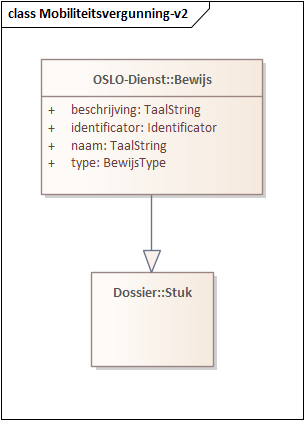 class Mobiliteitsvergunning-v2
OSLO-Dienst::Bewijs
+ beschrijving: TaalString
+ identificator: Identificator
+ naam: TaalString
+ type: BewijsType
Dossier::Stuk